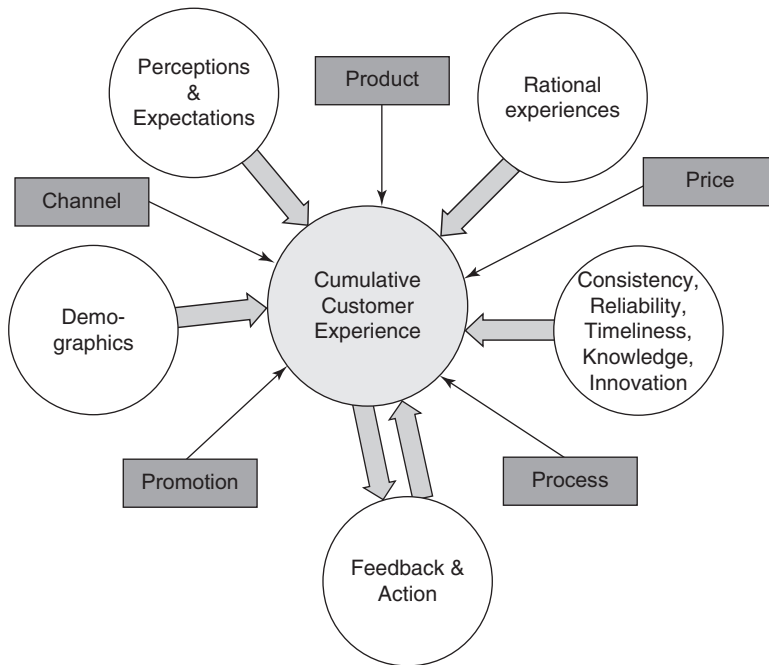 Perceptions
&
Expectations
Product
Rational
experiences
Channel
Price
Cumulative
Customer
Experience
Demo-
graphics
Consistency,
Reliability,
Timeliness,
Knowledge,
Innovation
Promotion
Process
Feedback &
Action